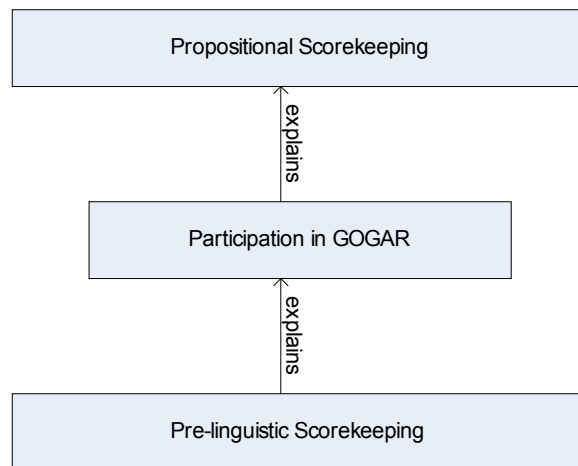 Propositional Scorekeeping
explains
Participation in GOGAR
explains
Pre-linguistic Scorekeeping